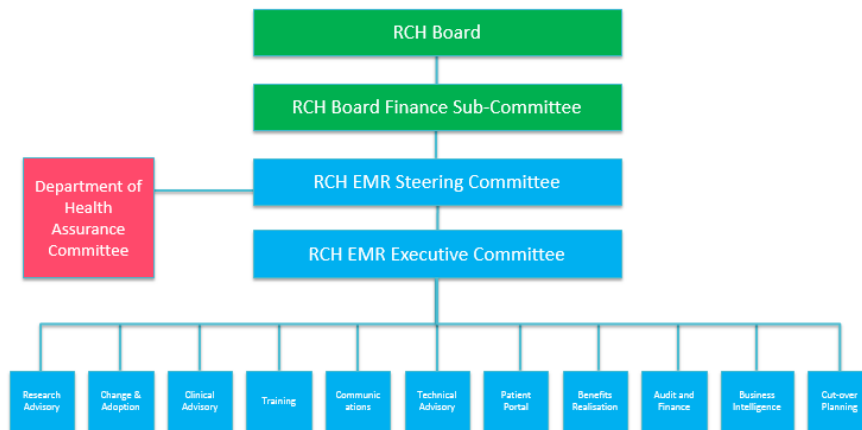 RCH Board
RCH Board Finance Sub-Committee
RCH EMR Steering Committee
Department of
Health
Assurance
Committee
RCH EMR Executive Committee
Research
Advisory
Change &
Adoption
Clinical
Advisory
Training
Communic
ations
Technical
Advisory
Patient
Portal
Benefits
Realisation
Audit and
Finance
Business
Intelligence
Cut-over
Planning